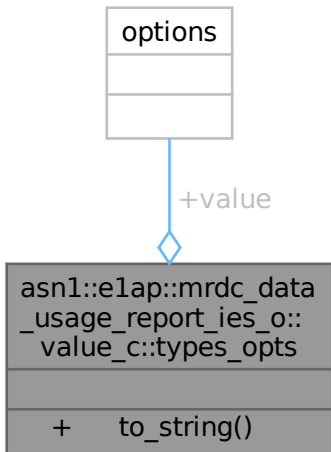 options
+value
asn1::e1ap::mrdc_data
_usage_report_ies_o::
value_c::types_opts
+ to_string()